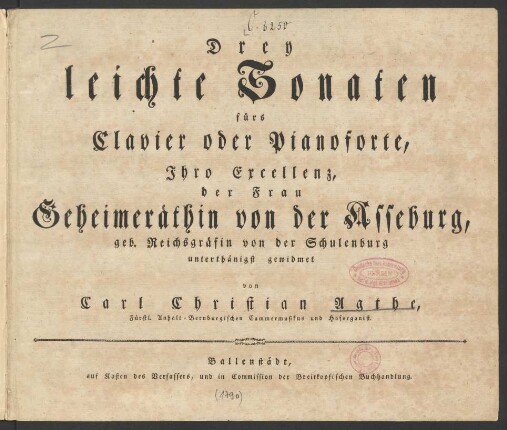 O. 6250
2
Drey
leichte Sonaten
fürs
Clavier oder Pianoforte,
Ihro Excellenz,
der Frau
Geheimeräthin von der Asseburg,
geb. Reichsgräfin von der Schulenburg
unterthänigst gewidmet
von
Carl Christian Agthe,
Fürstl. Anhalt-Bernburgischen Cammermusikus und Hoforganist.
Ballenstädt,
auf Kosten des Verfassers, und in Commission der Breitkopfischen Buchhandlung.
(1790)